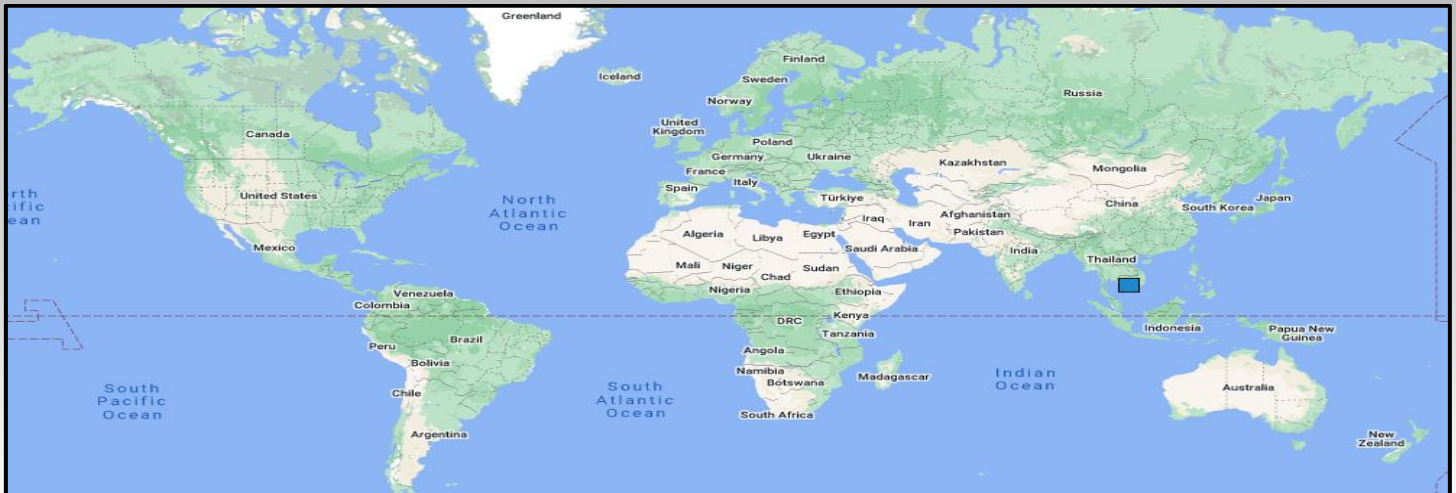 Greenland
Iceland
Finland
Sweden
Norway
Russia
United
Kingdom
Canada
Poland
Germany
Ukraine
France
Kazakhstan
Mongolia
Italy
Spain
United States
Türkiye
China
Japan
South Korea
rth
cific
ean
North
Atlantic
Ocean
Afghanistan
Iraq
Iran
Pakistan
Algeria
Libya
Egypt
Mexico
Saudi Arabia
India
Thailand
Mali
Niger
Chad
Sudan
Venezuela
Nigeria
Ethiopia
Colombia
Kenya
DRC
Indonesia
Papua New
Guinea
Tanzania
Brazil
Peru
Angola
Bolivia
Namibia
Botswana
Madagascar
Indian
Ocean
South
Pacific
Ocean
Chile
South
Atlantic
Ocean
Australia
South Africa
Argentina
New
Zealand